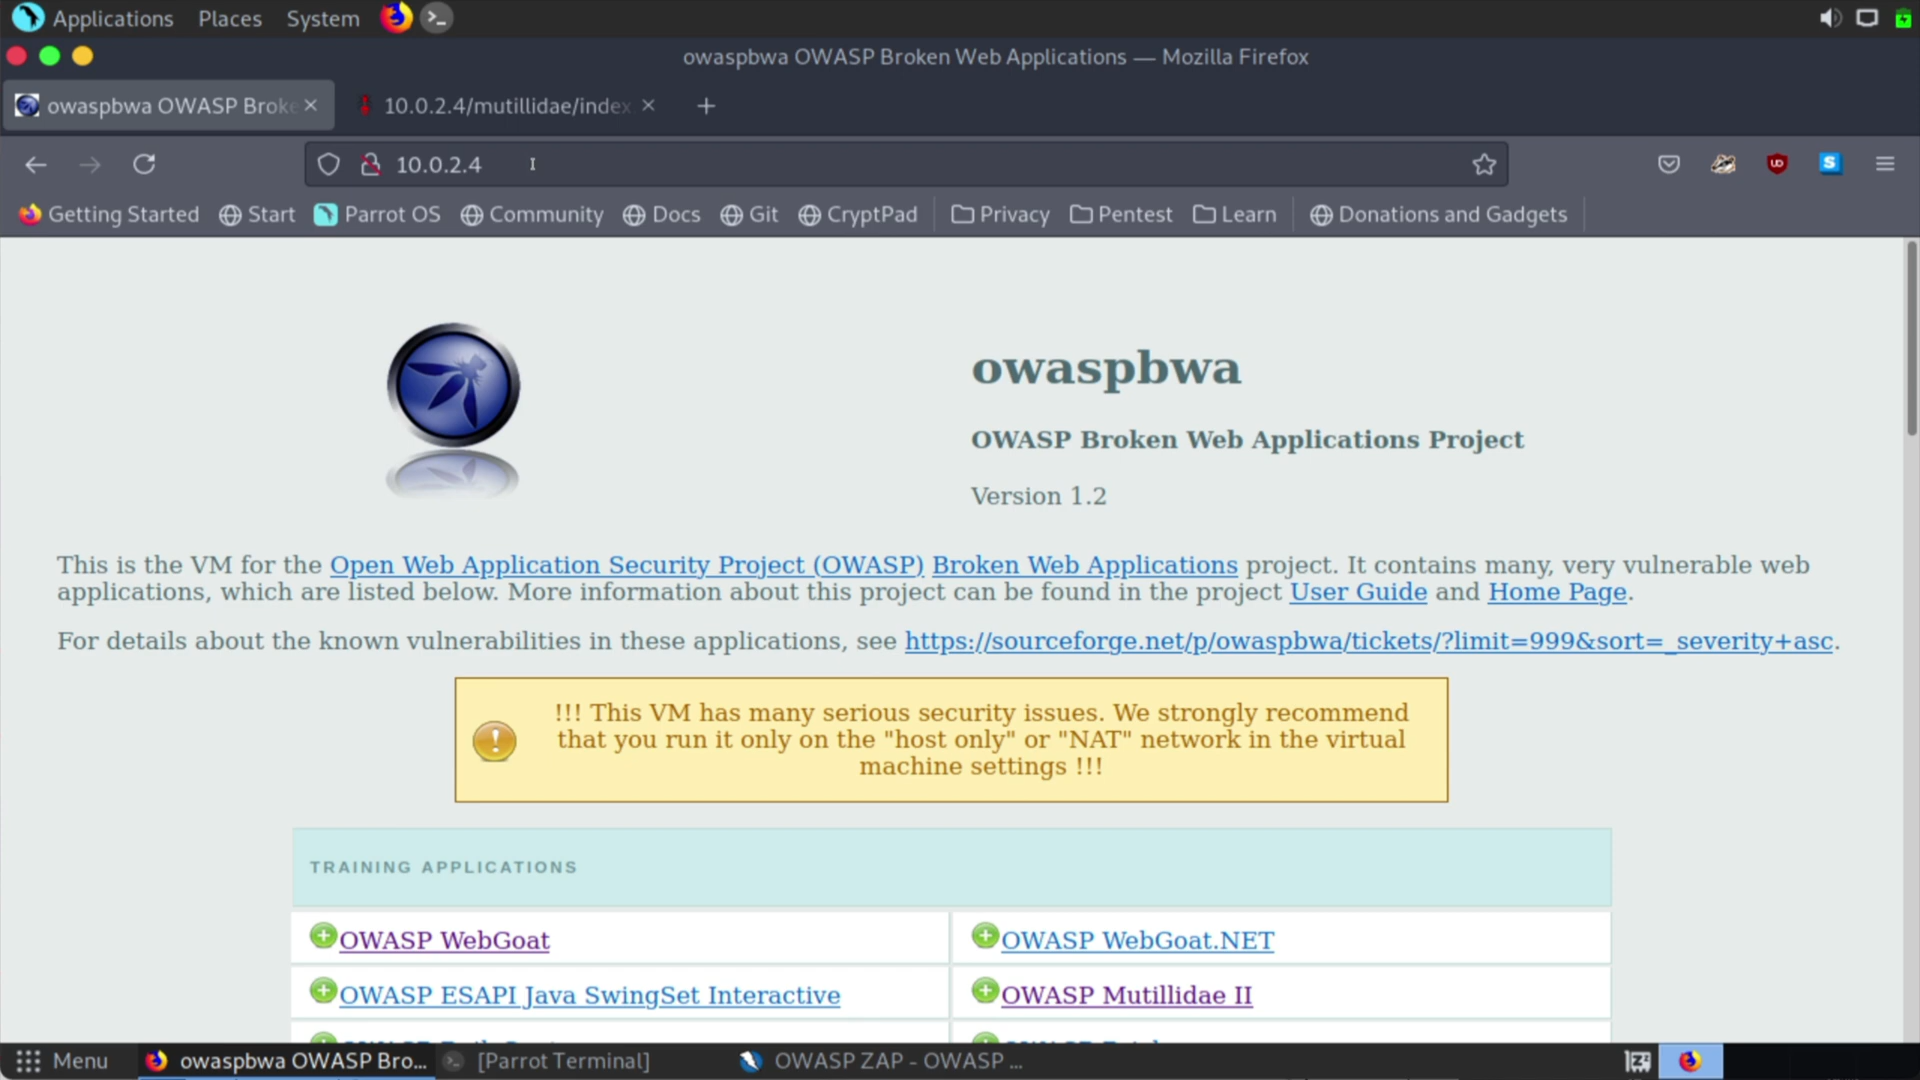 Applications Places System
owaspbwa OWASP Broken Web Applications — Mozilla Firefox
owaspbwa OWASP Broke
10.0.2.4/mutillidae/index
10.0.2.4
Getting Started Start Parrot OS Community Docs Git CryptPad Privacy Pentest Learn Donations and Gadgets
owaspbwa
OWASP Broken Web Applications Project
Version 1.2
This is the VM for the Open Web Application Security Project (OWASP) Broken Web Applications project. It contains many, very vulnerable web
applications, which are listed below. More information about this project can be found in the project User Guide and Home Page.
For details about the known vulnerabilities in these applications, see https://sourceforge.net/p/owaspbwa/tickets/?limit=999&sort=_severity+asc.
!!! This VM has many serious security issues. We strongly recommend
that you run it only on the "host only" or "NAT" network in the virtual
machine settings !!!
TRAINING APPLICATIONS
OWASP WebGoat
OWASP WebGoat.NET
OWASP ESAPI Java SwingSet Interactive
OWASP Mutillidae II
Menu owaspbwa OWASP Bro... [Parrot Terminal] OWASP ZAP - OWASP ...